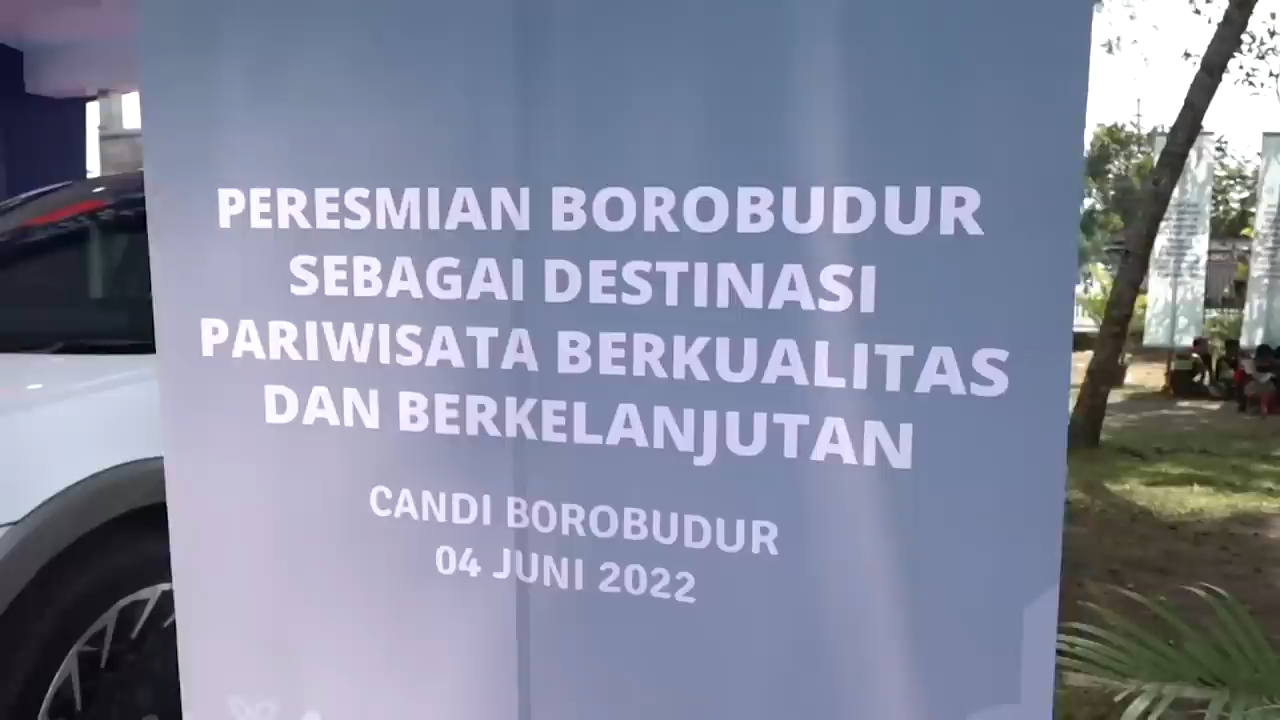 PERESMIAN BOROBUDUR
SEBAGAI DESTINASI
PARIWISATA BERKUALITAS
DAN BERKELANJUTAN
CANDI BOROBUDUR
04 JUNI 2022